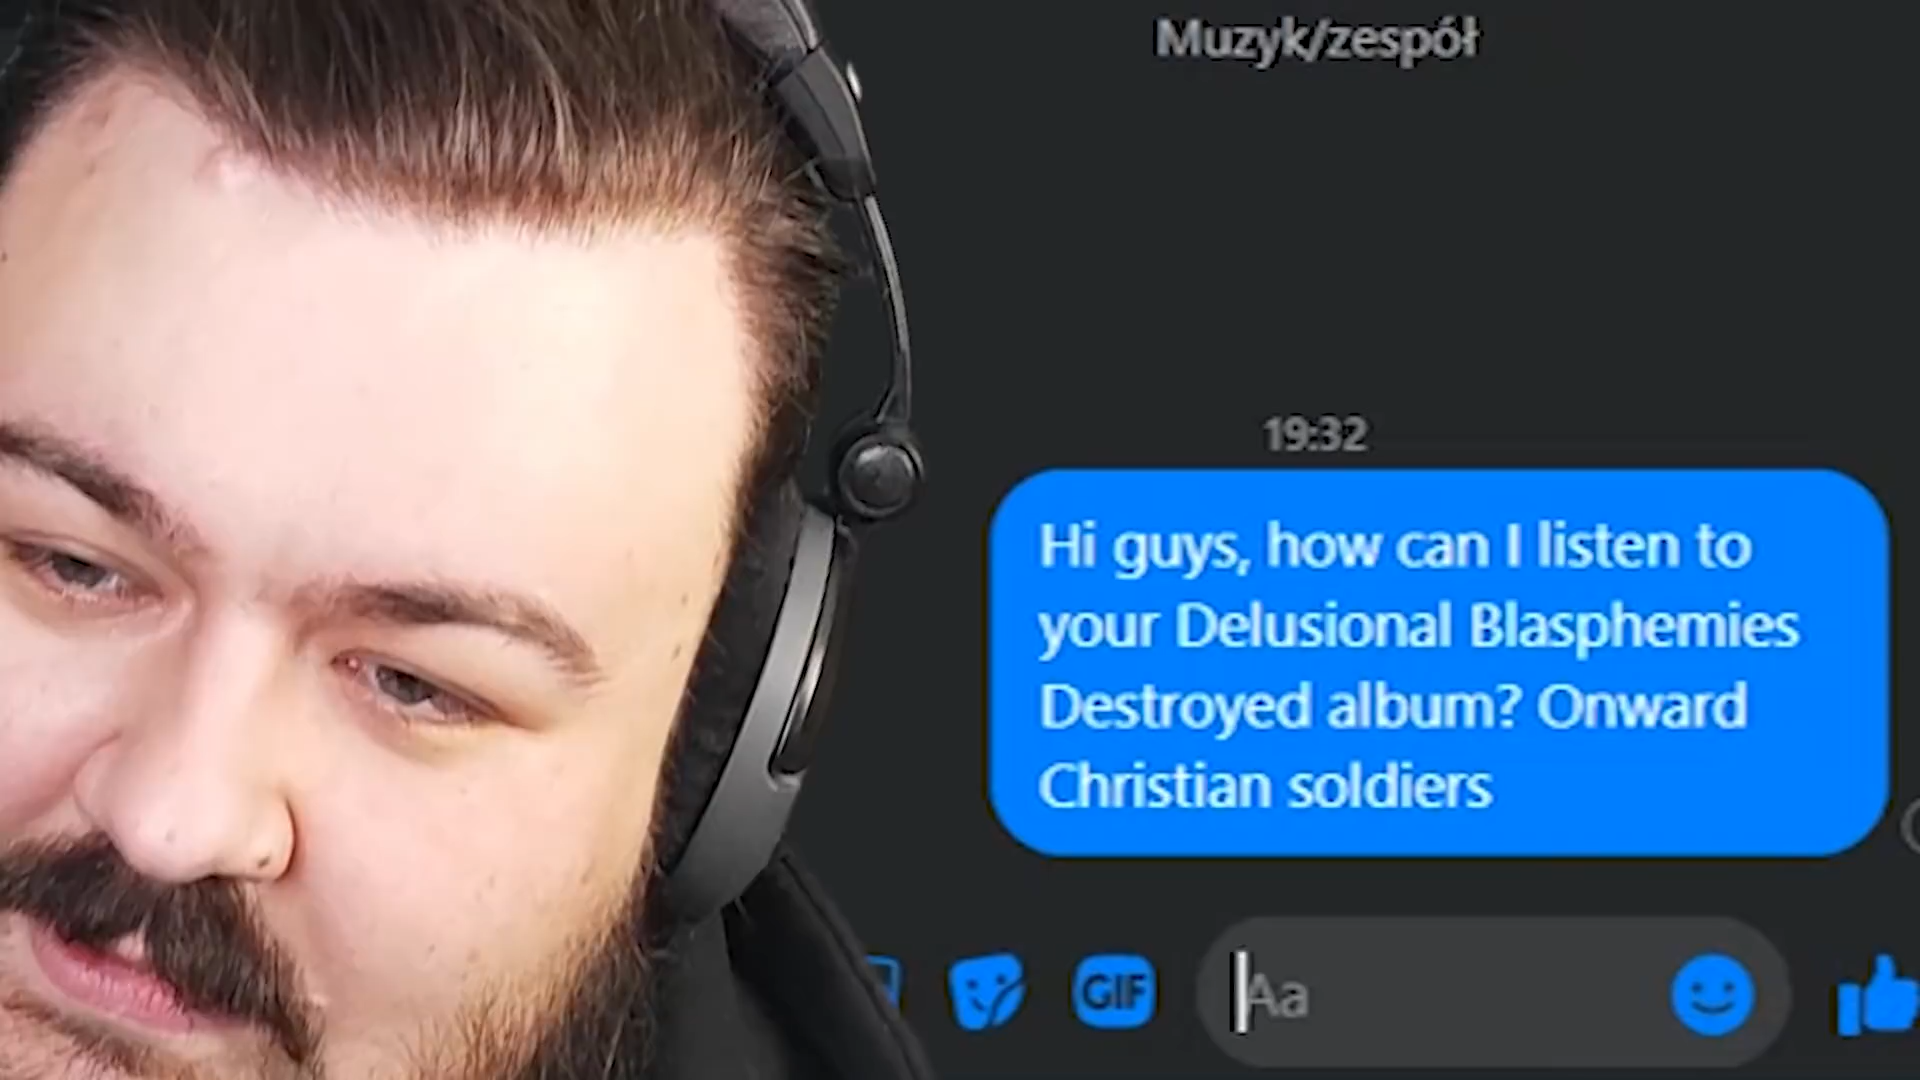 Muzyk/zespół
19:32
Hi guys, how can I listen to
your Delusional Blasphemies
Destroyed album? Onward
Christian soldiers
GIF
Aa